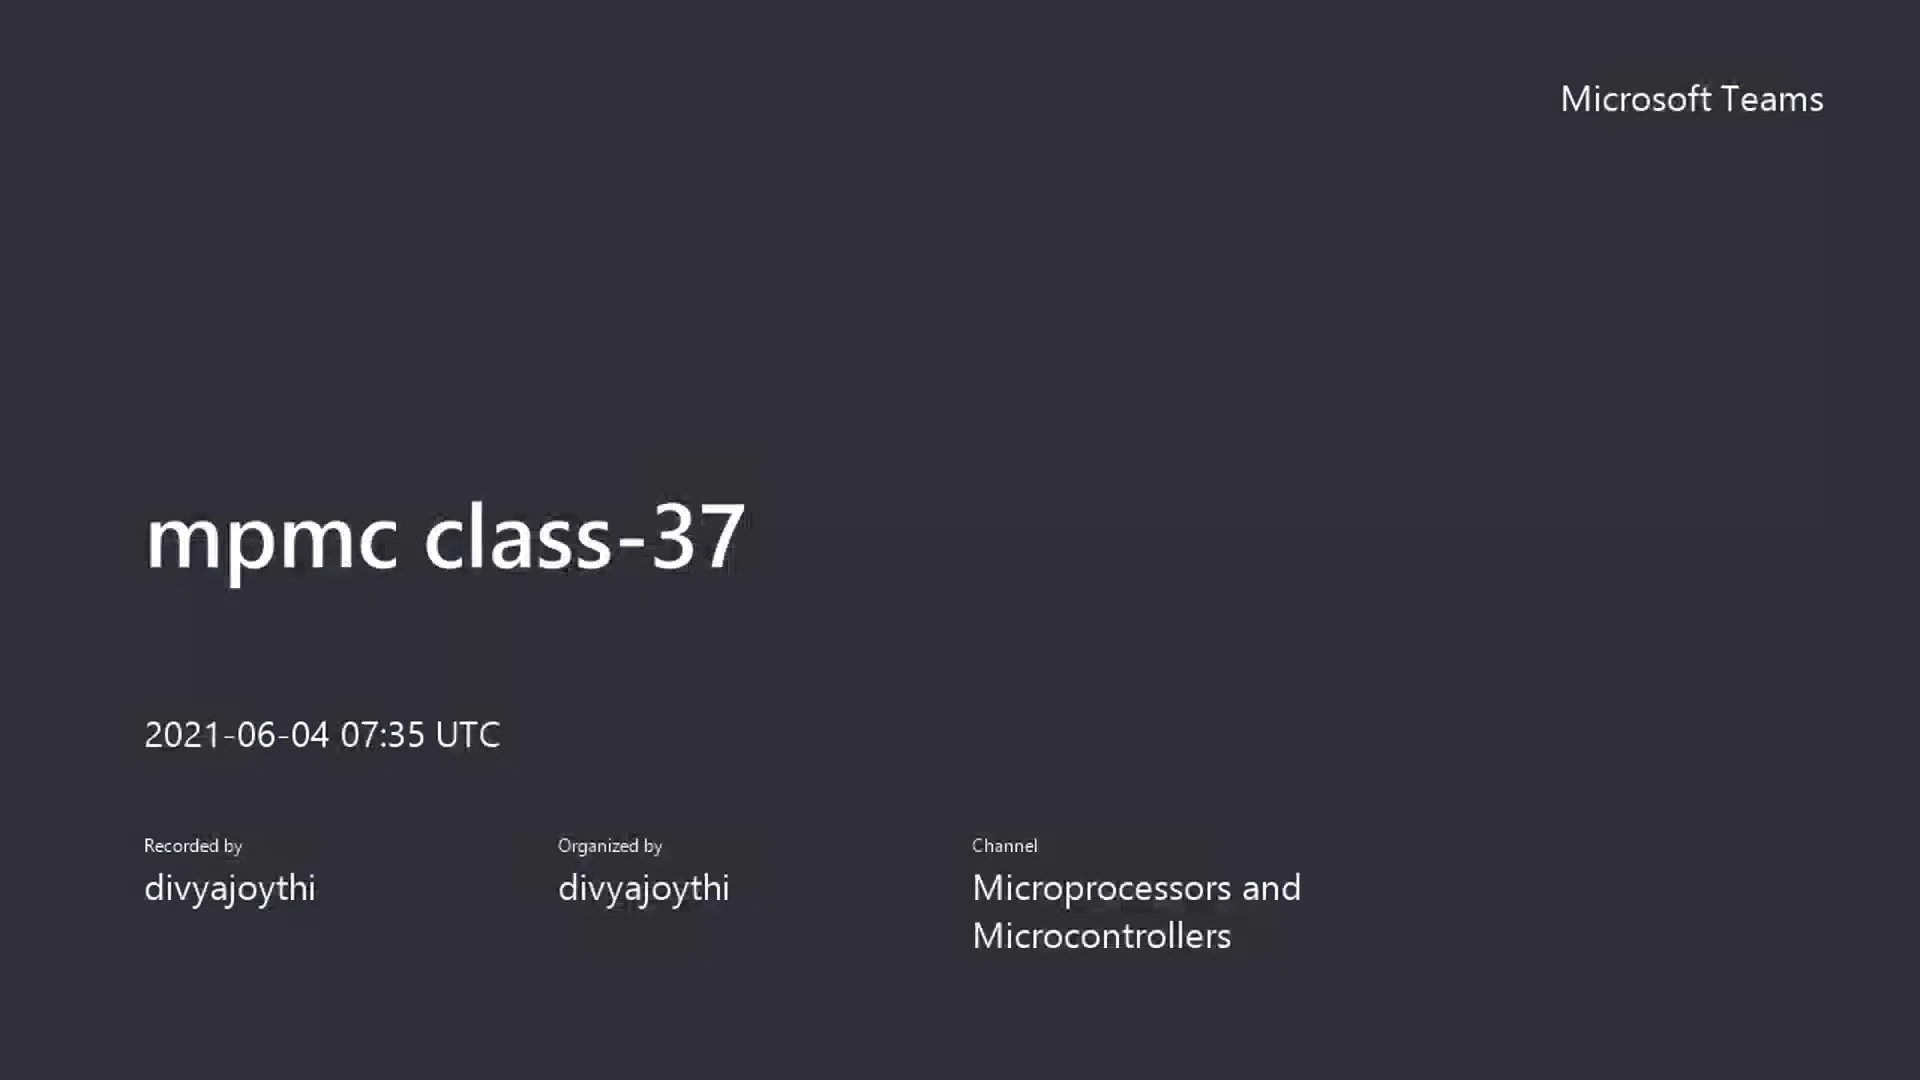 Microsoft Teams
mpmc class-37
2021-06-04 07:35 UTC
Recorded by
divyajoythi
Organized by
divyajoythi
Channel
Microprocessors and
Microcontrollers